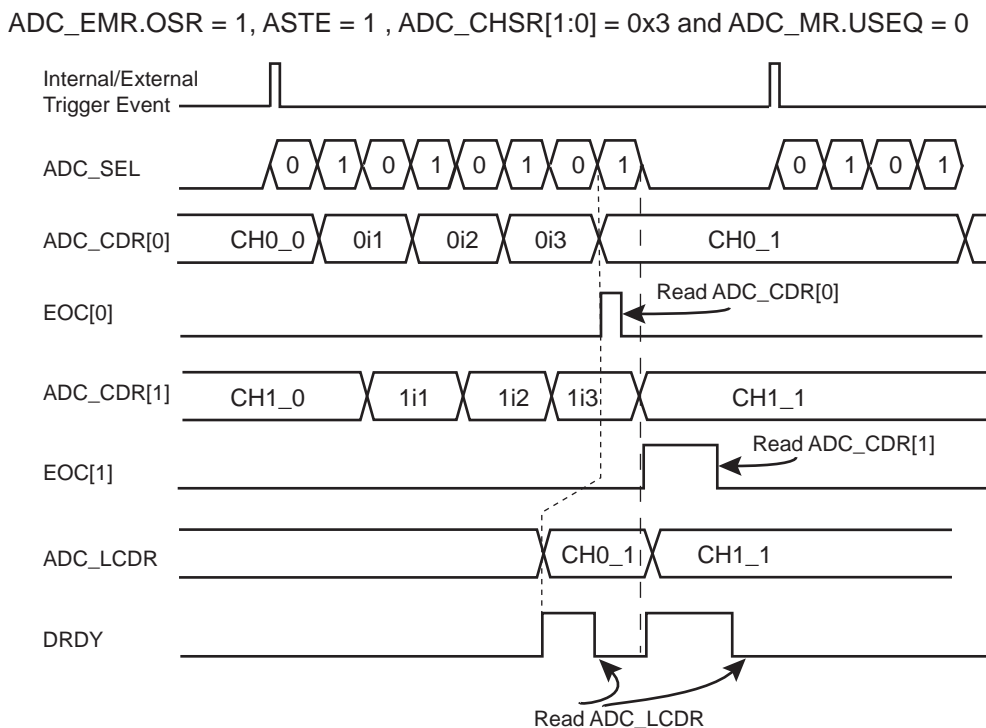 ADC_EMR.OSR = 1, ASTE = 1 , ADC_CHSR[1:0] = 0x3 and ADC_MR.USEQ = 0
Internal/External
Trigger Event
ADC_SEL 0 1 0 1 0 1 0 1 0 1 0 1
ADC_CDR[0] CH0_0 0i1 0i2 0i3 CH0_1
Read ADC_CDR[0]
EOC[0]
ADC_CDR[1] CH1_0 1i1 1i2 1i3 CH1_1
Read ADC_CDR[1]
EOC[1]
ADC_LCDR CH0_1 CH1_1
DRDY
Read ADC_LCDR